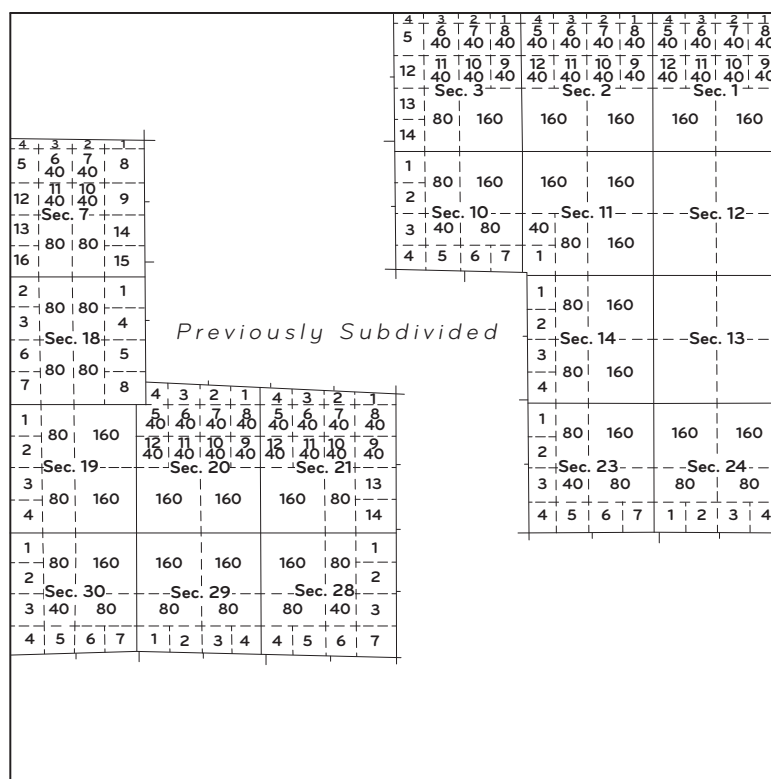 4 3 2 1 4 3 2 1 4 3 2 1
5 6 7 8 5 6 7 8 5 6 7 8
40 40 40 40 40 40 40 40 40 40 40
12 11 10 9 12 11 10 9 12 11 10 9
40 40 40 40 40 40 40 40 40 40 40
Sec. 3 Sec. 2 Sec. 1
13 80 160 160 160 160 160
14
4 3 2 1
5 6 7 8
40 40
12 11 10 9
40 40
Sec. 7
13 14
80 80
16 15
1 80 160 160 160
2
Sec. 10 Sec. 11 Sec. 12
3 40 80 40
80 160
4 5 6 7 1
2 80 80 1
3 4
Sec. 18
6 5
80 80
7 8
Previously Subdivided
1 80 160
2
Sec. 14 Sec. 13
3
80 160
4
4 3 2 1 4 3 2 1
1 5 6 7 8 5 6 7 8
80 160 40 40 40 40 40 40 40 40
2 12 11 10 9 12 11 10 9
40 40 40 40 40 40 40 40
Sec. 19 Sec. 20 Sec. 21
3 13
80 160 160 160 160 80
4 14
1 80 160 160 160
2
Sec. 23 Sec. 24
3 40 80 80 80
4 5 6 7 1 2 3 4
1 80 160 160 160 160 80 1
2 2
Sec. 30 Sec. 29 Sec. 28
3 40 80 80 80 80 40 3
4 5 6 7 1 2 3 4 4 5 6 7